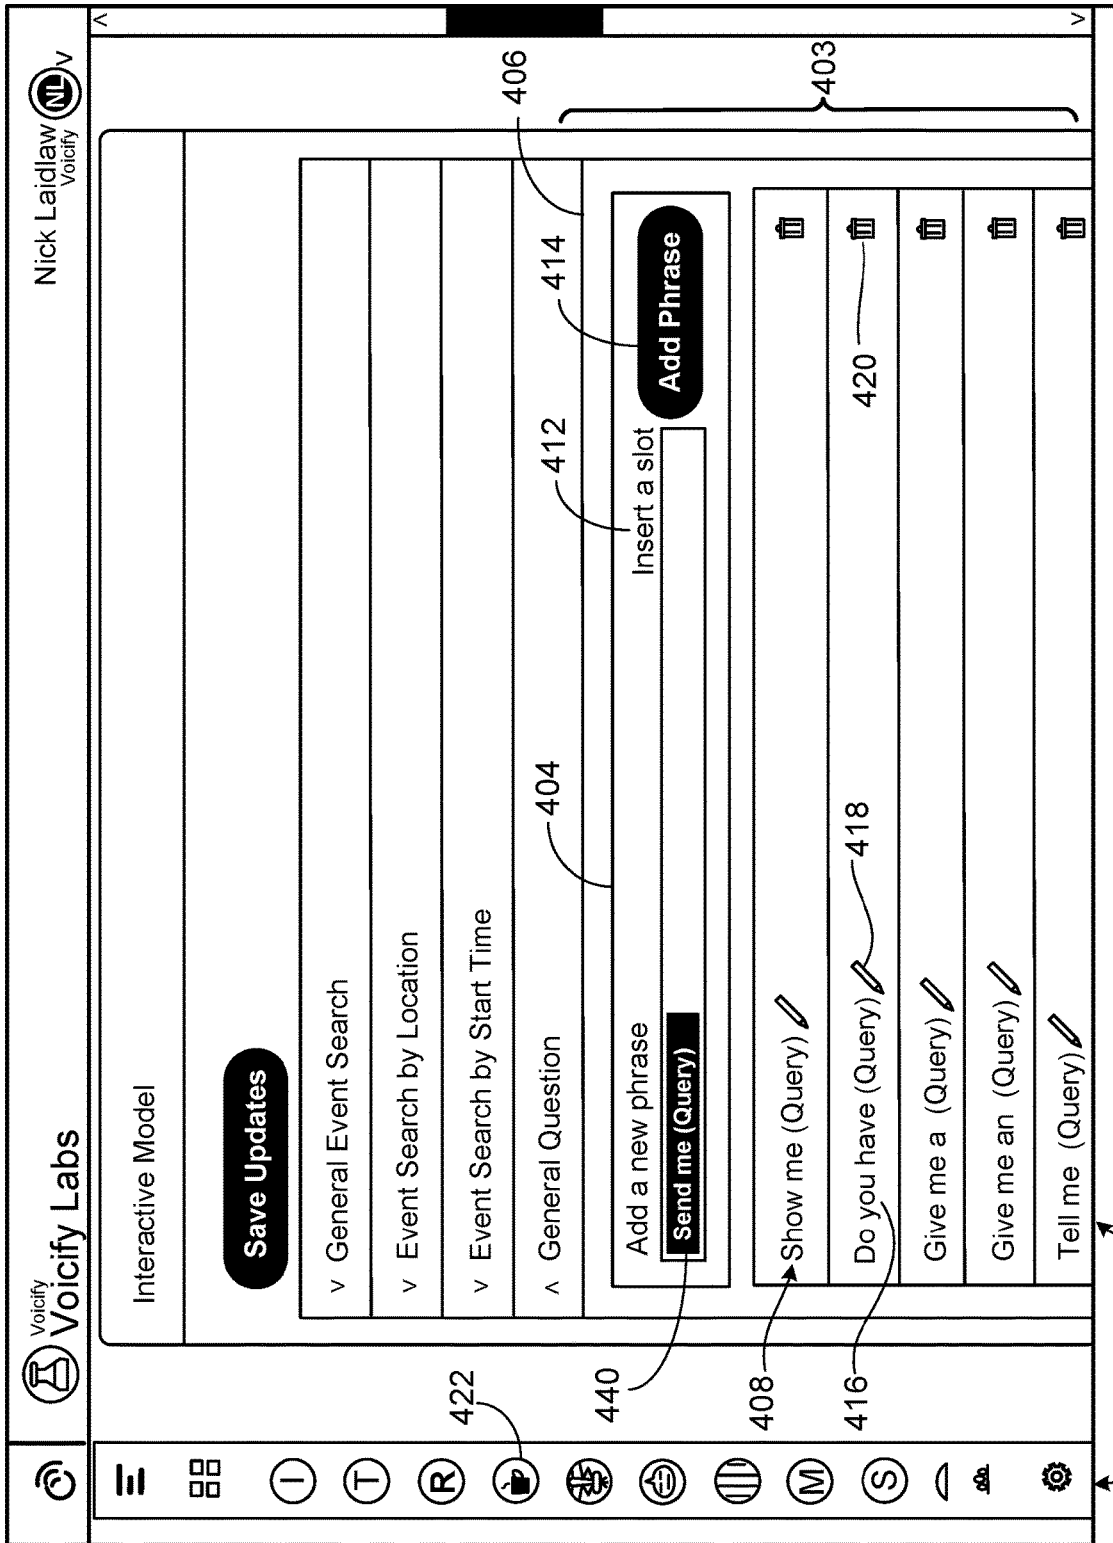 Voicify
Voicify Labs
Nick Laidlaw
Voicify
NL
v
Interactive Model
Save Updates
v General Event Search
v Event Search by Location
v Event Search by Start Time
^ General Question
404
412
414
406
Add a new phrase
Insert a slot
Send me (Query)
Add Phrase
403
Show me (Query)
Do you have (Query)
Give me a (Query)
Give me an (Query)
Tell me (Query)
418
420
422
440
408
416
I
T
R
M
S